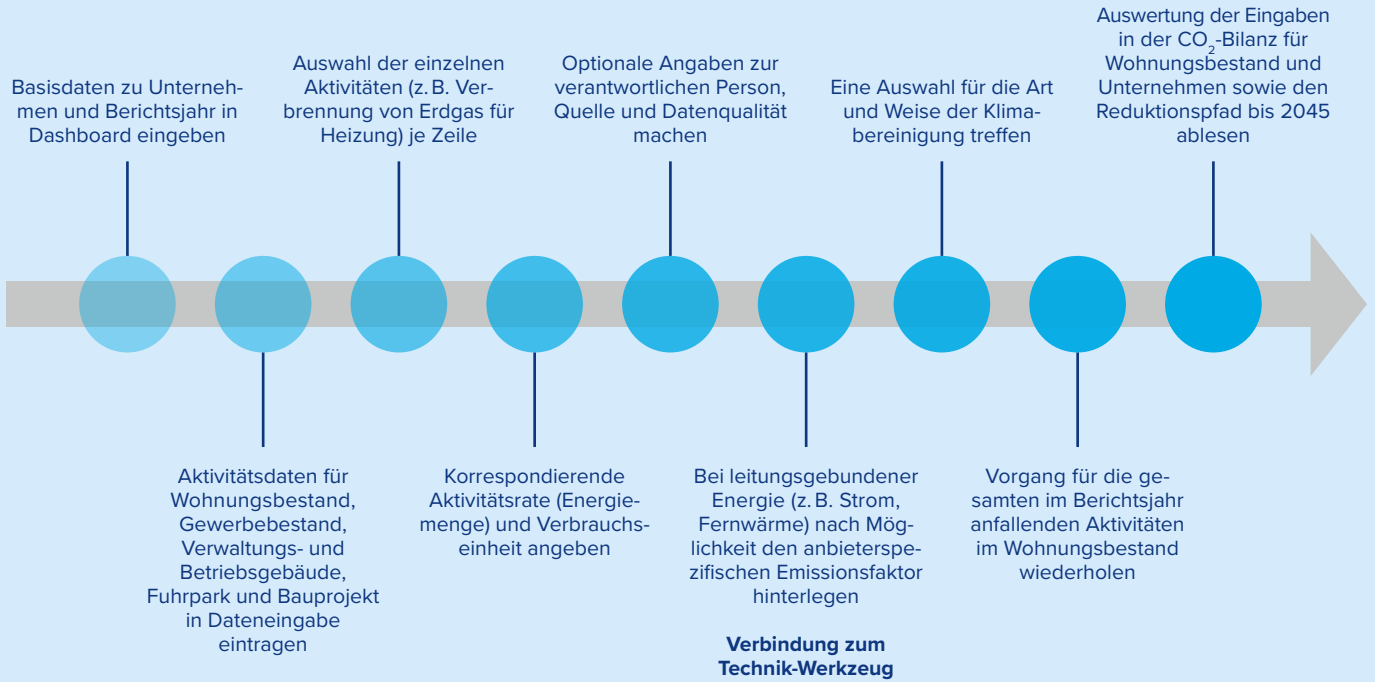 Basisdaten zu Unterneh-
men und Berichtsjahr in
Dashboard eingeben
Aktivitätsdaten für
Wohnungsbestand,
Gewerbebestand,
Verwaltungs- und
Betriebsgebäude,
Fuhrpark und Bauprojekt
in Dateneingabe
eintragen
Auswahl der einzelnen
Aktivitäten (z. B. Ver-
brennung von Erdgas für
Heizung) je Zeile
Korrespondierende
Aktivitätsrate (Energie-
menge) und Verbrauchs-
einheit angeben
Optionale Angaben zur
verantwortlichen Person,
Quelle und Datenqualität
machen
Bei leitungsgebundener
Energie (z. B. Strom,
Fernwärme) nach Mög-
lichkeit den anbieterspe-
zifischen Emissionsfaktor
hinterlegen
Verbindung zum
Technik-Werkzeug
Eine Auswahl für die Art
und Weise der Klima-
bereinigung treffen
Vorgang für die ge-
samten im Berichtsjahr
anfallenden Aktivitäten
im Wohnungsbestand
wiederholen
Auswertung der Eingaben
in der CO₂-Bilanz für
Wohnungsbestand und
Unternehmen sowie den
Reduktionspfad bis 2045
ablesen